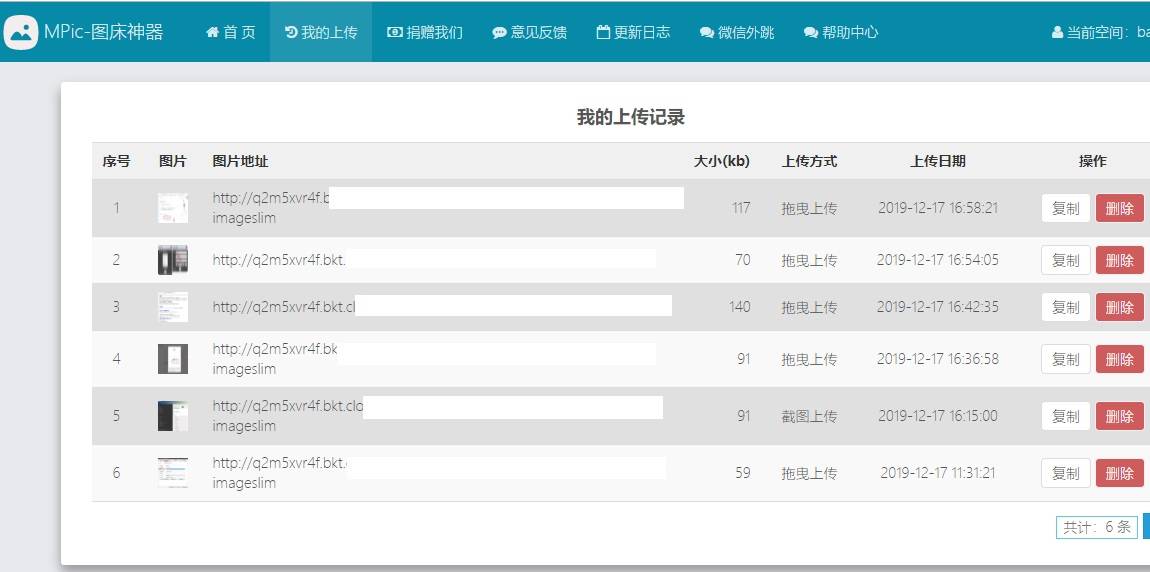 MPic-图床神器 首 页 我的上传 捐赠我们 意见反馈 更新日志 微信外跳 帮助中心 当前空间：ba
我的上传记录
序号 图片 图片地址 大小(kb) 上传方式 上传日期 操作
1 http://q2m5xvr4f.b 117 拖曳上传 2019-12-17 16:58:21 复制 删除
imageslim
2 http://q2m5xvr4f.bkt. 70 拖曳上传 2019-12-17 16:54:05 复制 删除
3 http://q2m5xvr4f.bkt.cl 140 拖曳上传 2019-12-17 16:42:35 复制 删除
4 http://q2m5xvr4f.bk 91 拖曳上传 2019-12-17 16:36:58 复制 删除
imageslim
5 http://q2m5xvr4f.bkt.clo 91 截图上传 2019-12-17 16:15:00 复制 删除
imageslim
6 http://q2m5xvr4f.bkt. 59 拖曳上传 2019-12-17 11:31:21 复制 删除
imageslim
共计：6 条